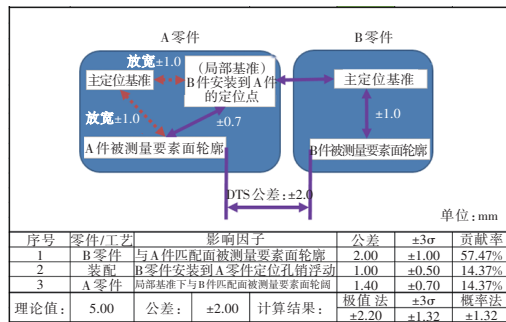 A零件
B零件
放宽±1.0
主定位基准
(局部基准)
B件安装到A件
的定位点
主定位基准
放宽
±1.0
±0.7
±1.0
A件被测量要素面轮廓
B件被测量要素面轮廓
DTS公差:±2.0
单位:mm
序号 零件/工艺 影响因子 公差 ±3σ 贡献率
1 B零件 与A件匹配面被测量要素面轮廓 2.00 ±1.00 57.47%
2 装配 B零件安装到A零件定位孔销浮动 1.00 ±0.50 14.37%
3 A零件 局部基准下与B件匹配面被测量要素面轮阔 1.40 ±0.70 14.37%
理论值: 5.00 公差: ±2.00 计算结果: 极值法 ±3σ 概率法
±2.20 ±1.32 ±1.32